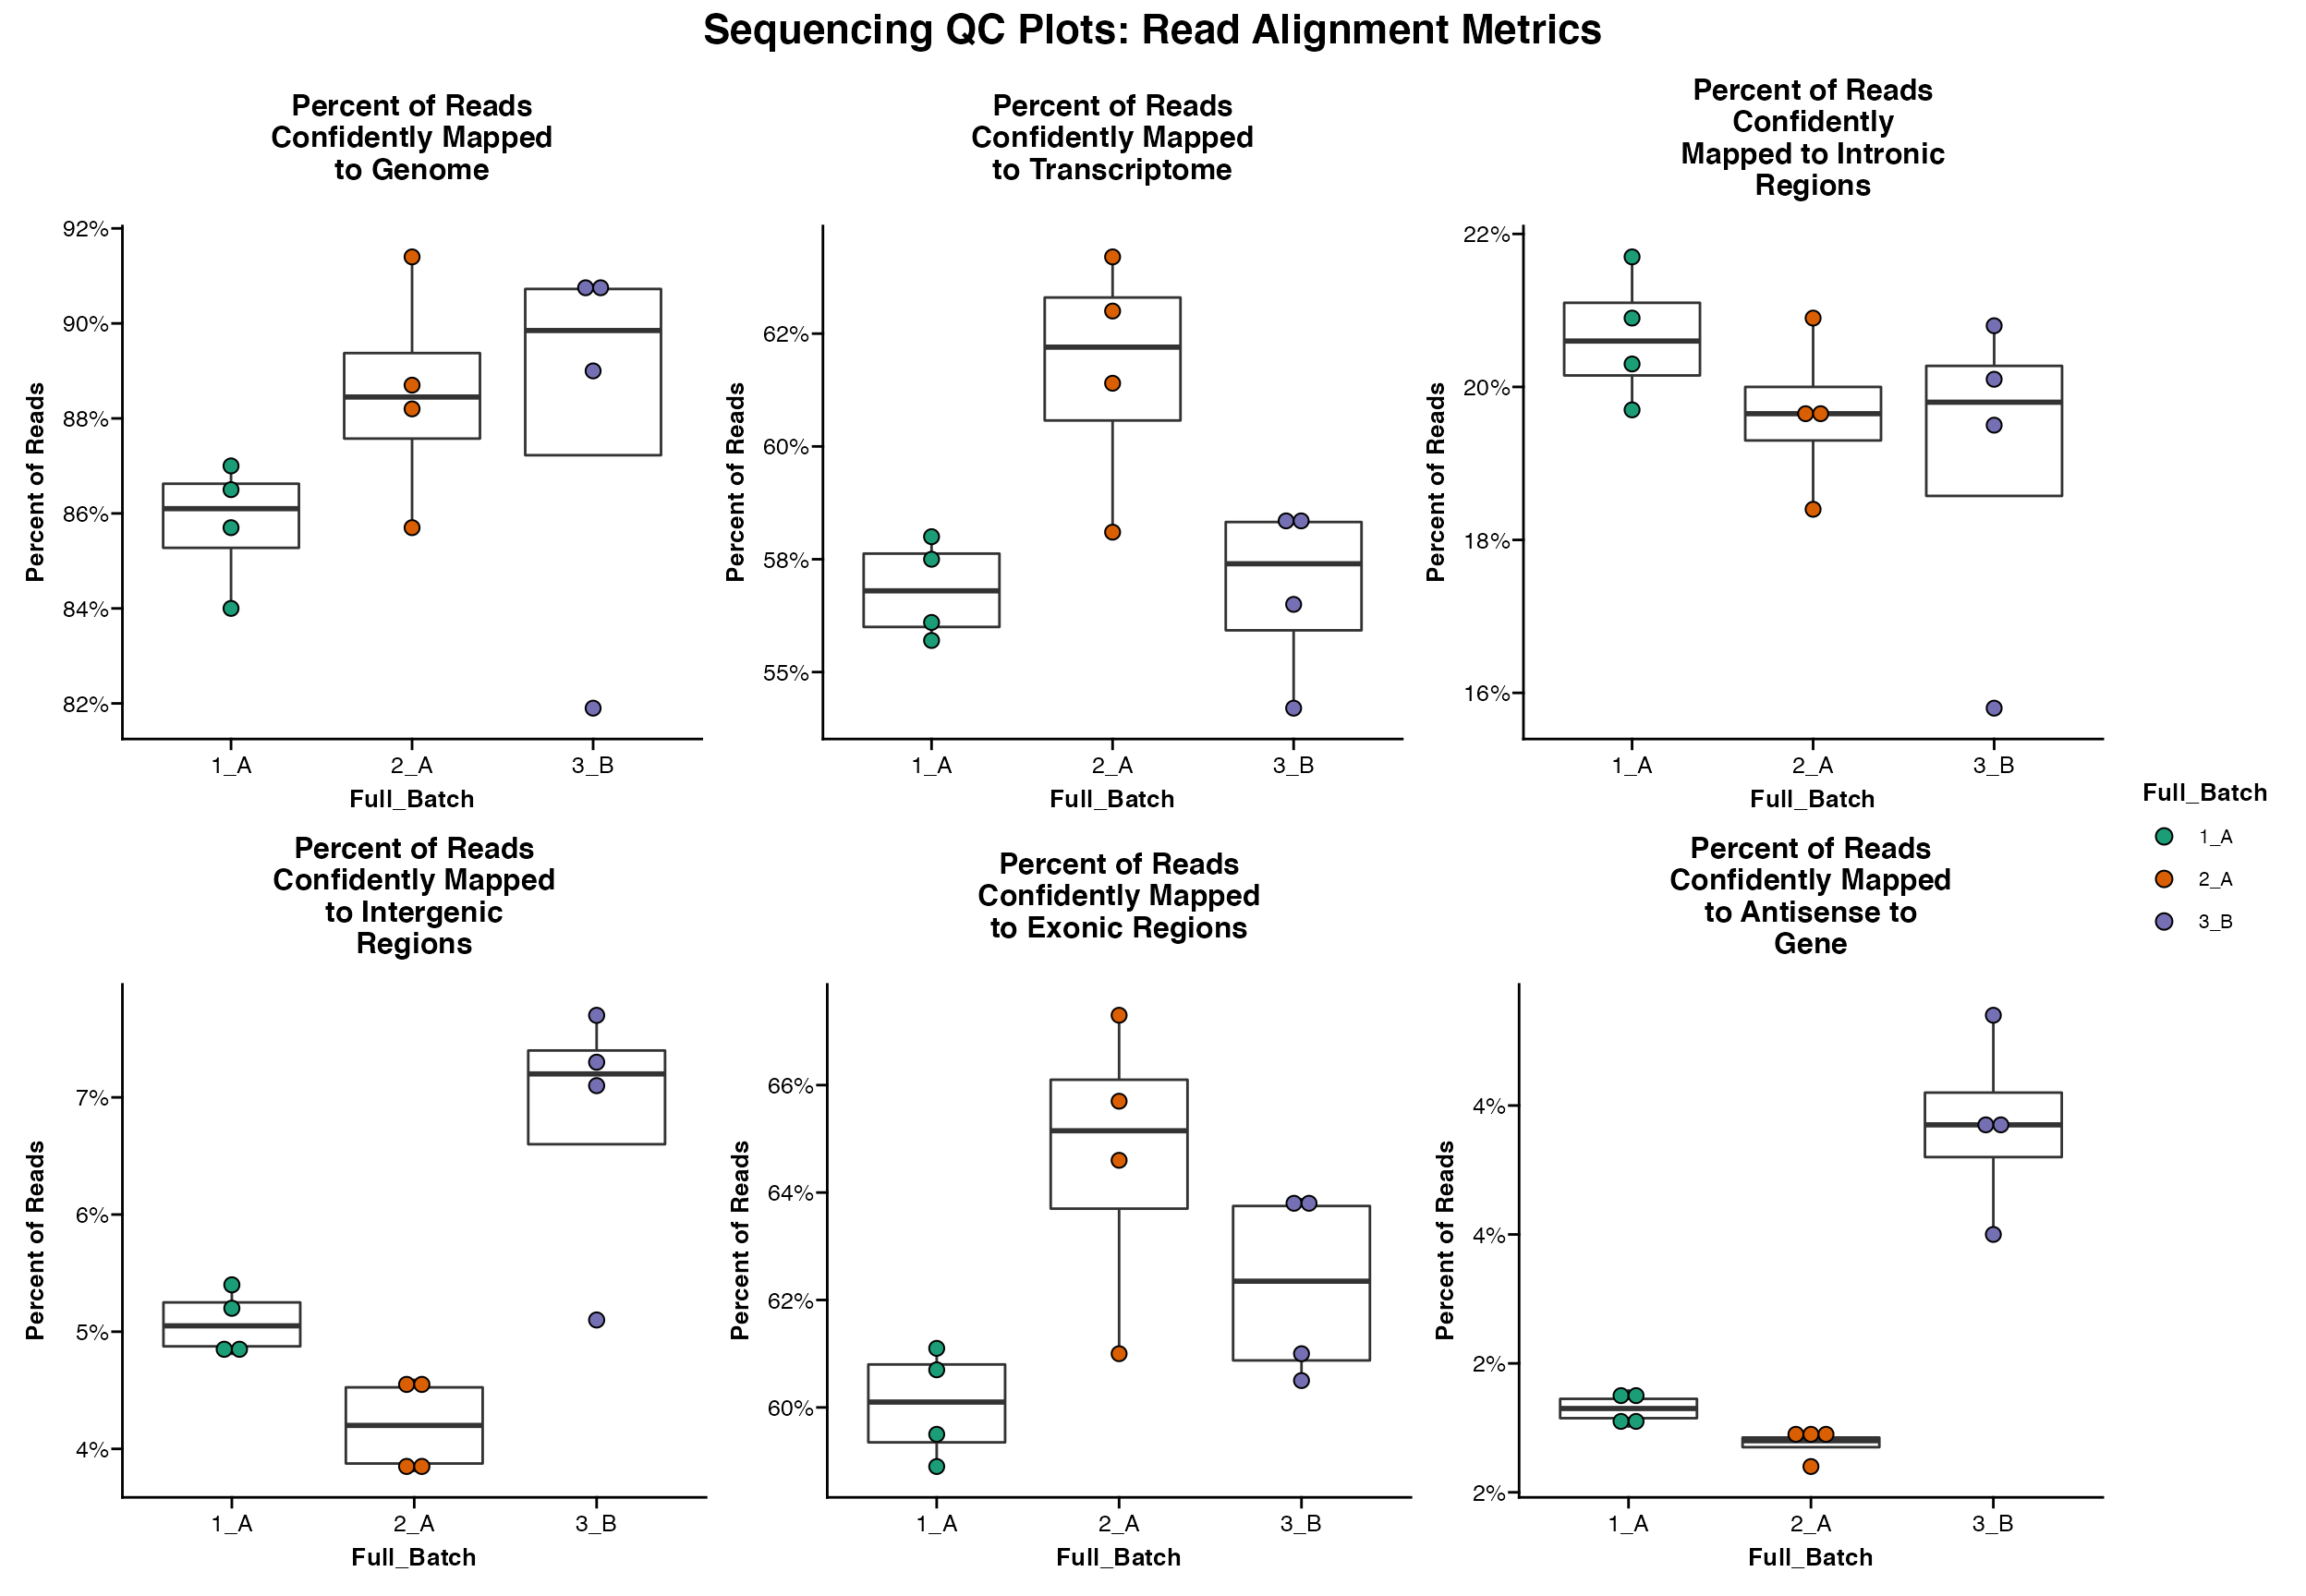 Sequencing QC Plots: Read Alignment Metrics
Percent of Reads
Confidently Mapped
to Genome
92%
90%
88%
86%
84%
82%
Percent of Reads
1_A
2_A
3_B
Full_Batch
Percent of Reads
Confidently Mapped
to Transcriptome
62%
60%
58%
55%
Percent of Reads
1_A
2_A
3_B
Full_Batch
Percent of Reads
Confidently
Mapped to Intronic
Regions
22%
20%
18%
16%
Percent of Reads
1_A
2_A
3_B
Full_Batch
Percent of Reads
Confidently Mapped
to Intergenic
Regions
7%
6%
5%
4%
Percent of Reads
1_A
2_A
3_B
Full_Batch
Percent of Reads
Confidently Mapped
to Exonic Regions
66%
64%
62%
60%
Percent of Reads
1_A
2_A
3_B
Full_Batch
Percent of Reads
Confidently Mapped
to Antisense to
Gene
4%
4%
2%
2%
Percent of Reads
1_A
2_A
3_B
Full_Batch
Full_Batch
1_A
2_A
3_B